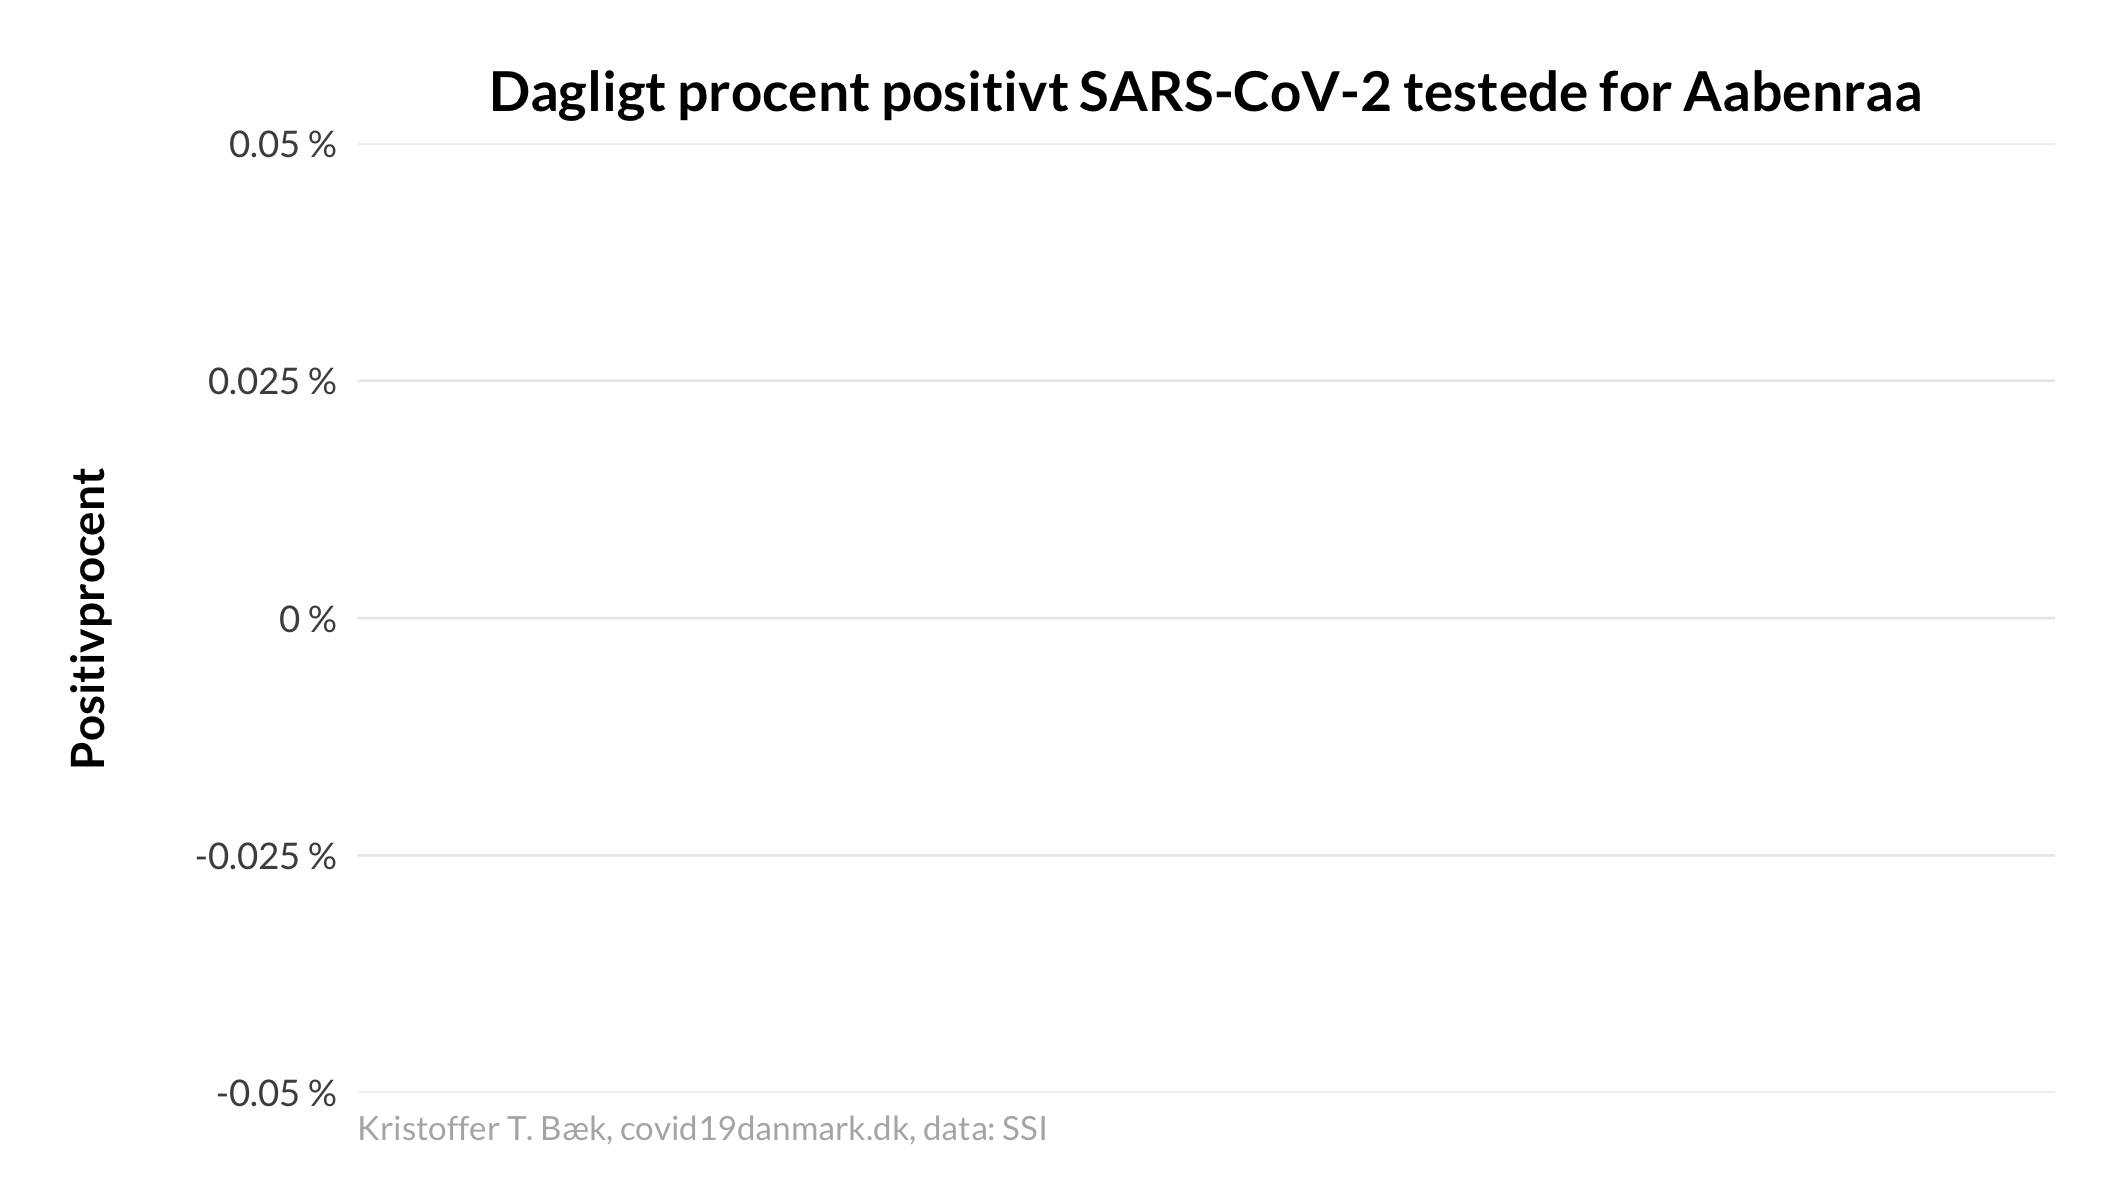 Dagligt procent positivt SARS-CoV-2 testede for Aabenraa
0.05 %
0.025 %
0 %
-0.025 %
-0.05 %
Positivprocent
Kristoffer T. Bæk, covid19danmark.dk, data: SSI